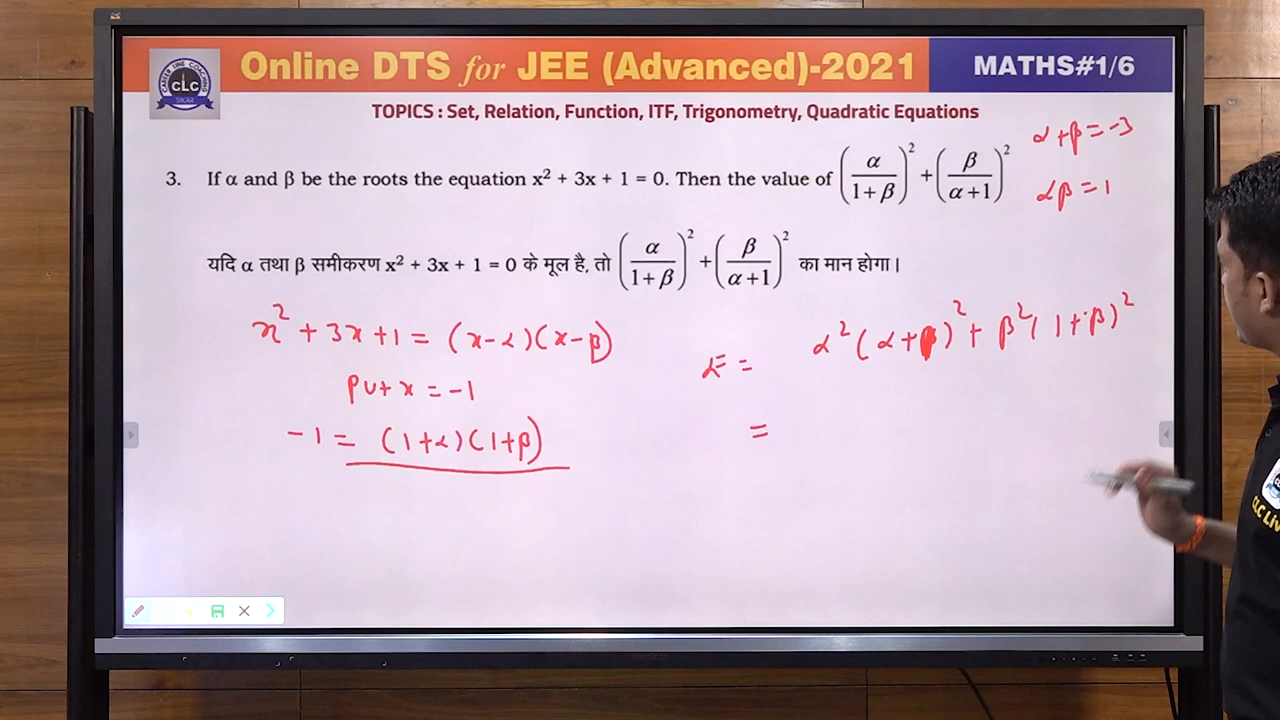 Online DTS for JEE (Advanced)-2021 MATHS#1/6
CLC
SIKAR
TOPICS : Set, Relation, Function, ITF, Trigonometry, Quadratic Equations
α+β=-3
3. If α and β be the roots the equation x² + 3x + 1 = 0. Then the value of (α/(1+β))² + (β/(α+1))²
αβ=1
यदि α तथा β समीकरण x² + 3x + 1 = 0 के मूल है, तो (α/(1+β))² + (β/(α+1))² का मान होगा।
x² + 3x + 1 = (x-α)(x-β)
α²(α+β)² + β²(1+β)²
E =
put x = -1
-1 = (1+α)(1+β)
=